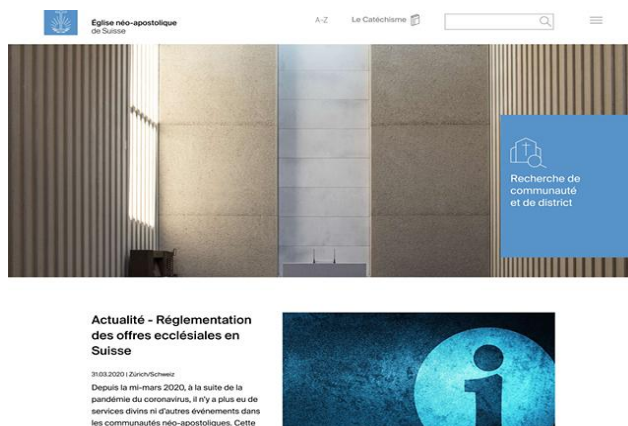 Église néo-apostolique
de Suisse
A-Z
Le Catéchisme
Recherche de
communauté
et de district
Actualité - Réglementation
des offres ecclésiales en
Suisse
31.03.2020 | Zürich/Schweiz
Depuis la mi-mars 2020, à la suite de la
pandémie du coronavirus, il n'y a plus eu de
services divins ni d'autres événements dans
les communautés néo-apostoliques. Cette